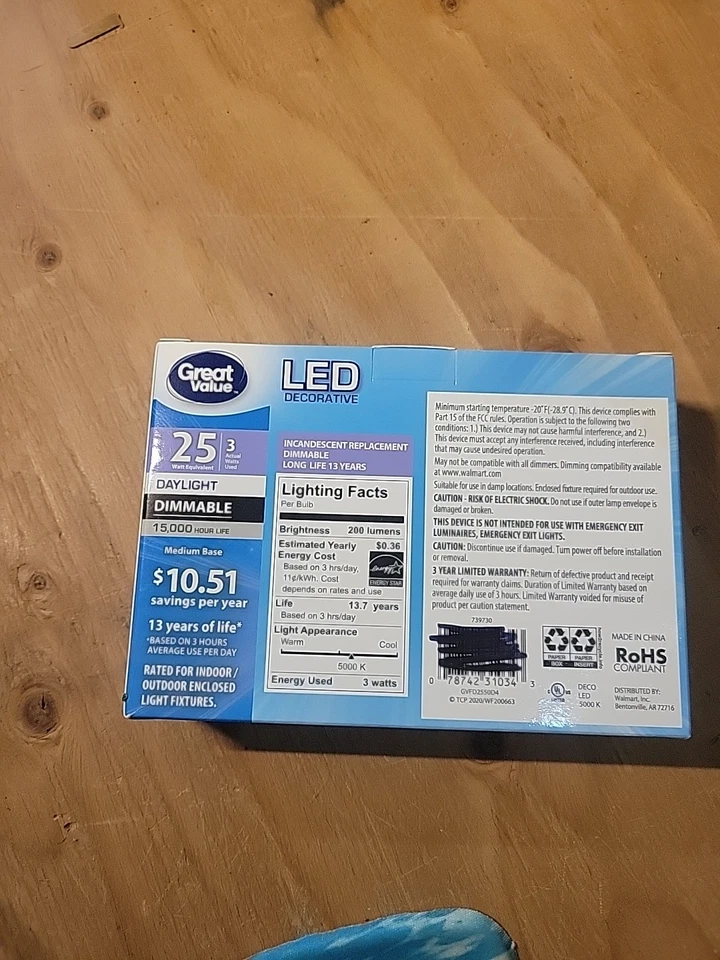 Great
Value™
LED
DECORATIVE
25
Watt Equivalent
3
Actual
Watts
Used
DAYLIGHT
DIMMABLE
15,000 HOUR LIFE
Medium Base
$10.51
savings per year
13 years of life*
*BASED ON 3 HOURS
AVERAGE USE PER DAY
RATED FOR INDOOR /
OUTDOOR ENCLOSED
LIGHT FIXTURES.
INCANDESCENT REPLACEMENT
DIMMABLE
LONG LIFE 13 YEARS
Lighting Facts
Per Bulb
Brightness 200 lumens
Estimated Yearly
Energy Cost $0.36
Based on 3 hrs/day,
11¢/kWh. Cost
depends on rates and use
energy
ENERGY STAR
Life 13.7 years
Based on 3 hrs/day
Light Appearance
Warm Cool
5000 K
Energy Used 3 watts
Minimum starting temperature -20°F(-28.9°C). This device complies with
Part 15 of the FCC rules. Operation is subject to the following two
conditions: 1.) This device may not cause harmful interference, and 2.)
This device must accept any interference received, including interference
that may cause undesired operation.
May not be compatible with all dimmers. Dimming compatibility available
at www.walmart.com
Suitable for use in damp locations. Enclosed fixture required for outdoor use.
CAUTION - RISK OF ELECTRIC SHOCK. Do not use if outer lamp envelope is
damaged or broken.
THIS DEVICE IS NOT INTENDED FOR USE WITH EMERGENCY EXIT
LUMINAIRES, EMERGENCY EXIT LIGHTS.
CAUTION: Discontinue use if damaged. Turn power off before installation
or removal.
3 YEAR LIMITED WARRANTY: Return of defective product and receipt
required for warranty claims. Duration of Limited Warranty based on
average daily use of 3 hours. Limited Warranty voided for misuse of
product per caution statement.
739730
0 78742 31034 3
GVFO2550D4
© TCP 2020/WF200663
PAPER PAPER
BOX INSERT
MADE IN CHINA
RoHS
COMPLIANT
c UL us
DECO
LED
5000 K
DISTRIBUTED BY:
Walmart, Inc.
Bentonville, AR 72716